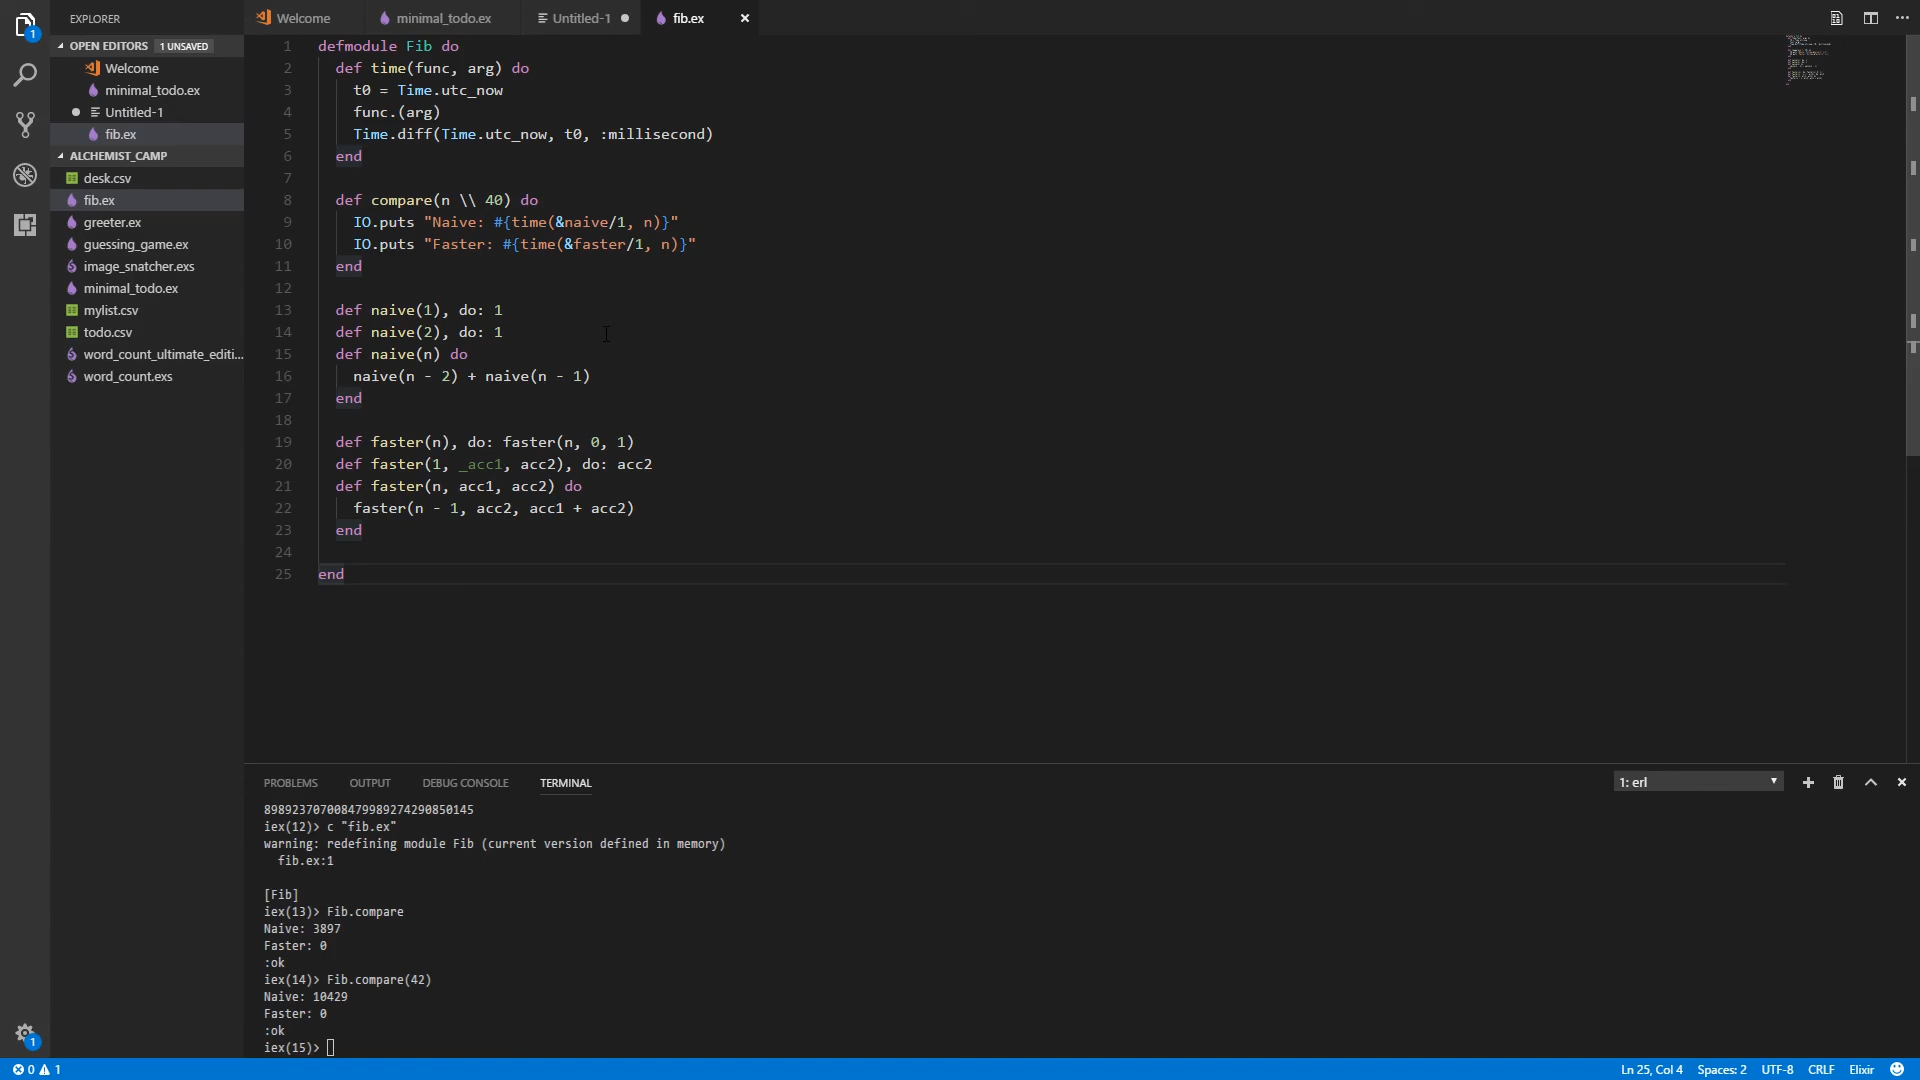 EXPLORER
OPEN EDITORS 1 UNSAVED
Welcome
minimal_todo.ex
Untitled-1
fib.ex
ALCHEMIST_CAMP
desk.csv
fib.ex
greeter.ex
guessing_game.ex
image_snatcher.exs
minimal_todo.ex
mylist.csv
todo.csv
word_count_ultimate_editi...
word_count.exs
1
1
Welcome minimal_todo.ex Untitled-1 fib.ex
1 defmodule Fib do
2 def time(func, arg) do
3 t0 = Time.utc_now
4 func.(arg)
5 Time.diff(Time.utc_now, t0, :millisecond)
6 end
7
8 def compare(n \\ 40) do
9 IO.puts "Naive: #{time(&naive/1, n)}"
10 IO.puts "Faster: #{time(&faster/1, n)}"
11 end
12
13 def naive(1), do: 1
14 def naive(2), do: 1
15 def naive(n) do
16 naive(n - 2) + naive(n - 1)
17 end
18
19 def faster(n), do: faster(n, 0, 1)
20 def faster(1, _acc1, acc2), do: acc2
21 def faster(n, acc1, acc2) do
22 faster(n - 1, acc2, acc1 + acc2)
23 end
24
25 end
PROBLEMS OUTPUT DEBUG CONSOLE TERMINAL 1: erl
8989237070084799892742908​50145
iex(12)> c "fib.ex"
warning: redefining module Fib (current version defined in memory)
fib.ex:1
[Fib]
iex(13)> Fib.compare
Naive: 3897
Faster: 0
:ok
iex(14)> Fib.compare(42)
Naive: 10429
Faster: 0
:ok
iex(15)>
0 1 Ln 25, Col 4 Spaces: 2 UTF-8 CRLF Elixir